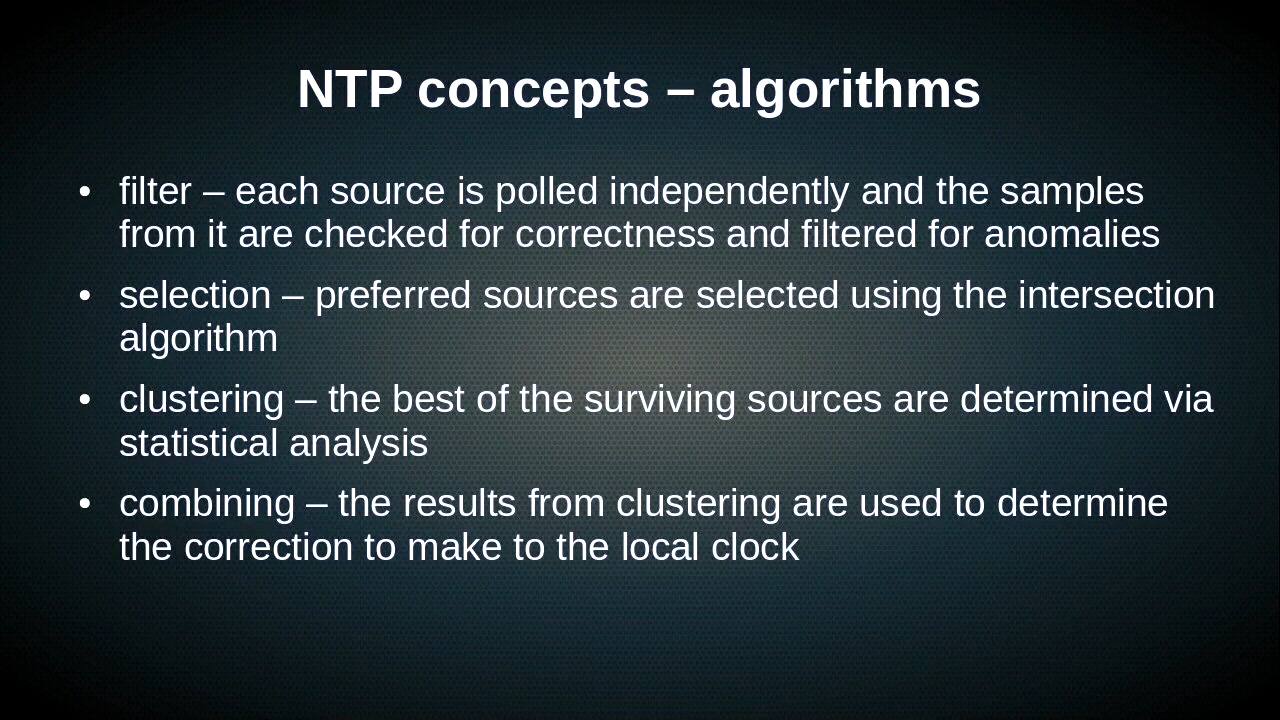 NTP concepts – algorithms
• filter – each source is polled independently and the samples
from it are checked for correctness and filtered for anomalies
• selection – preferred sources are selected using the intersection
algorithm
• clustering – the best of the surviving sources are determined via
statistical analysis
• combining – the results from clustering are used to determine
the correction to make to the local clock